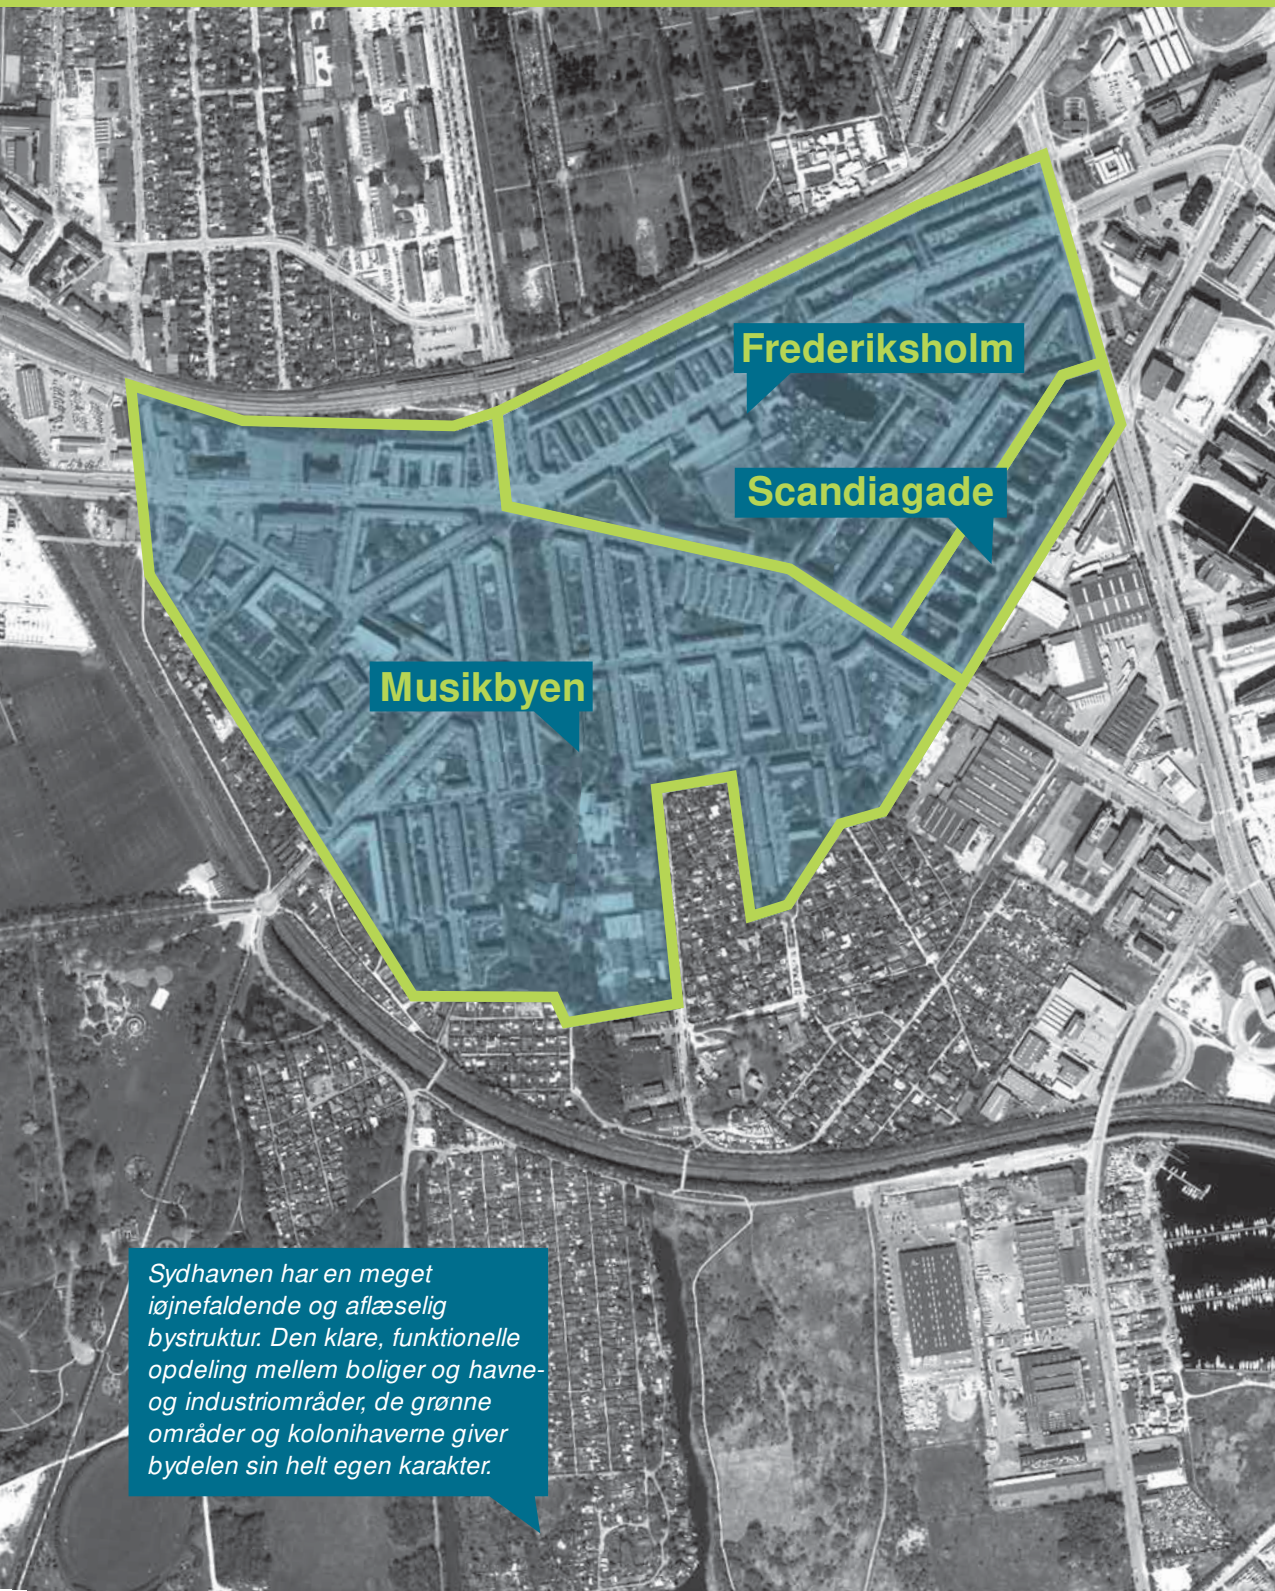 Frederiksholm
Scandiagade
Musikbyen
Sydhavnen har en meget
iøjnefaldende og aflæselig
bystruktur. Den klare, funktionelle
opdeling mellem boliger og havne-
og industriområder, de grønne
områder og kolonihaverne giver
bydelen sin helt egen karakter.